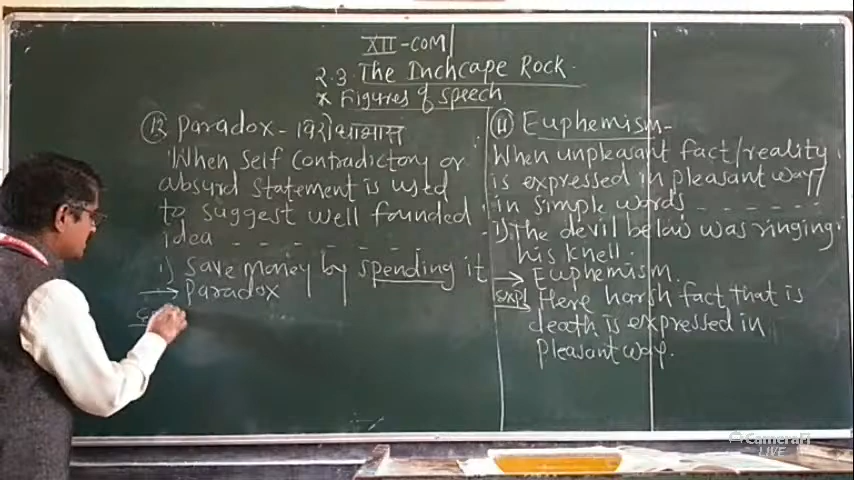 XII-COM
2.3 The Inchcape Rock.
* Figures of speech.
12 Paradox - विरोधाभास
When self contradictory or
absurd statement is used
to suggest well founded
idea - - - - - - -
i) Save money by spending it
→ Paradox
11 Euphemism-
When unpleasant fact/reality
is expressed in pleasant way
in simple words - - - - - -
i) The devil below was ringing
his knell.
→ Euphemism.
Expl Here harsh fact that is
death is expressed in
pleasant way.
CameraFi
LIVE